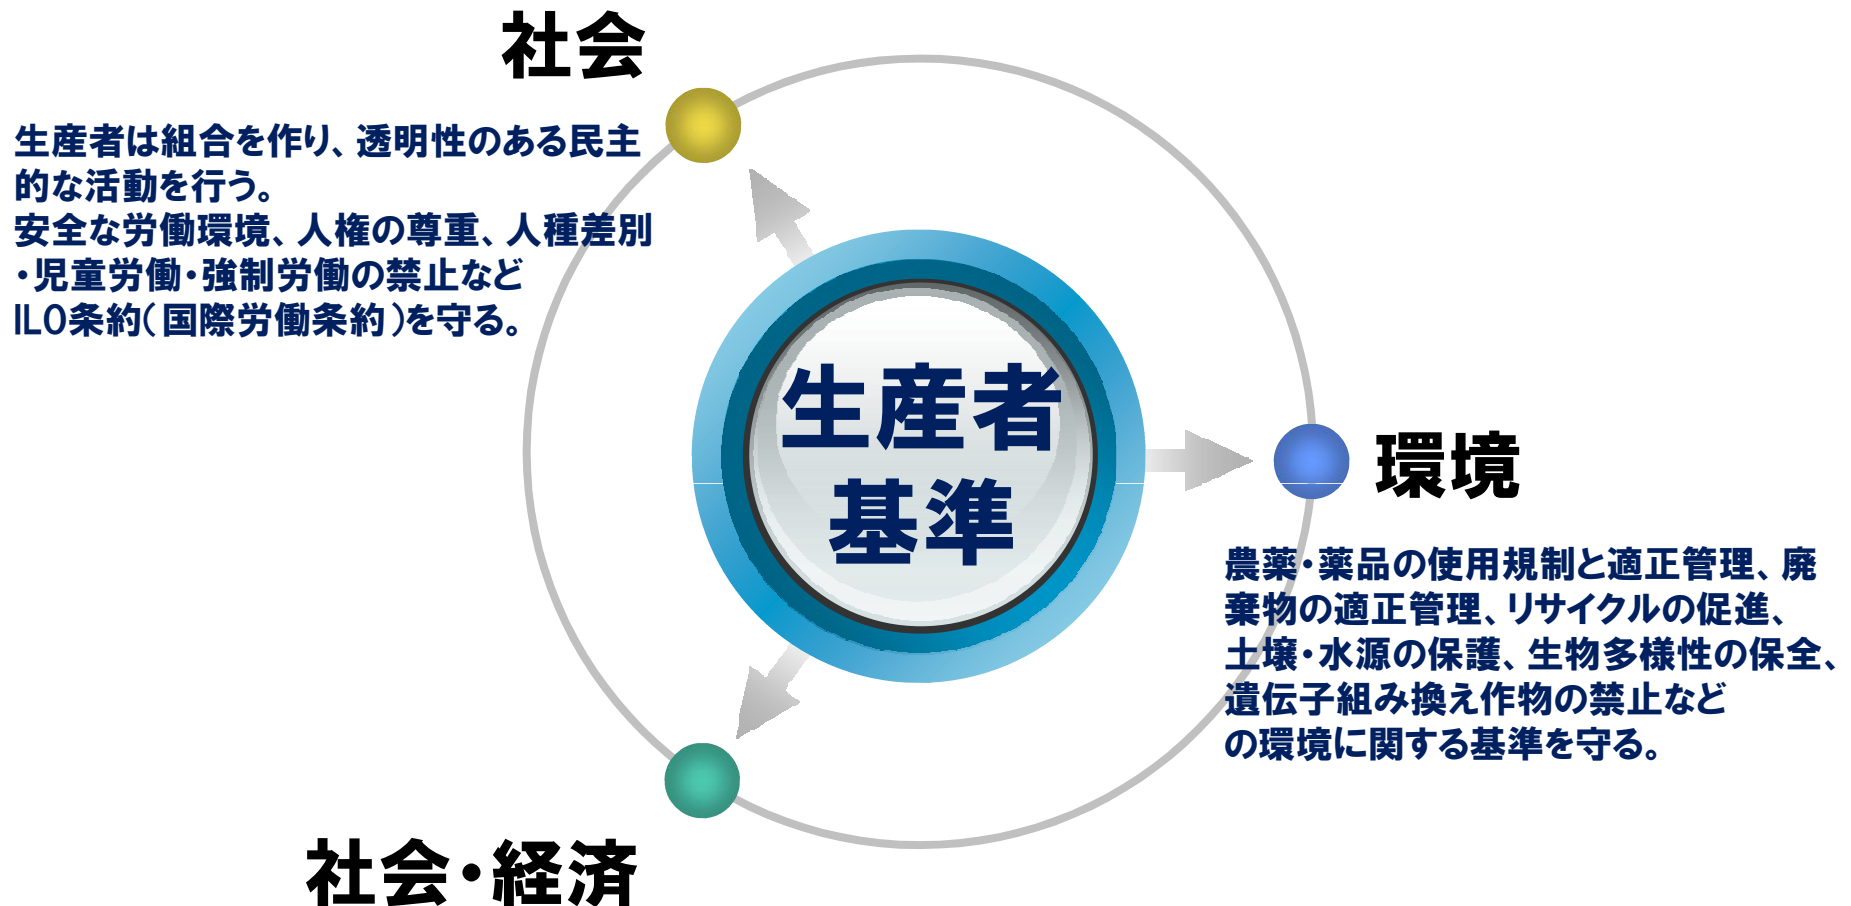 社会
生産者は組合を作り、透明性のある民主
的な活動を行う。
安全な労働環境、人権の尊重、人種差別
・児童労働・強制労働の禁止など
ILO条約(国際労働条約)を守る。
生産者
基準
環境
農薬・薬品の使用規制と適正管理、廃
棄物の適正管理、リサイクルの促進、
土壌・水源の保護、生物多様性の保全、
遺伝子組み換え作物の禁止など
の環境に関する基準を守る。
社会・経済